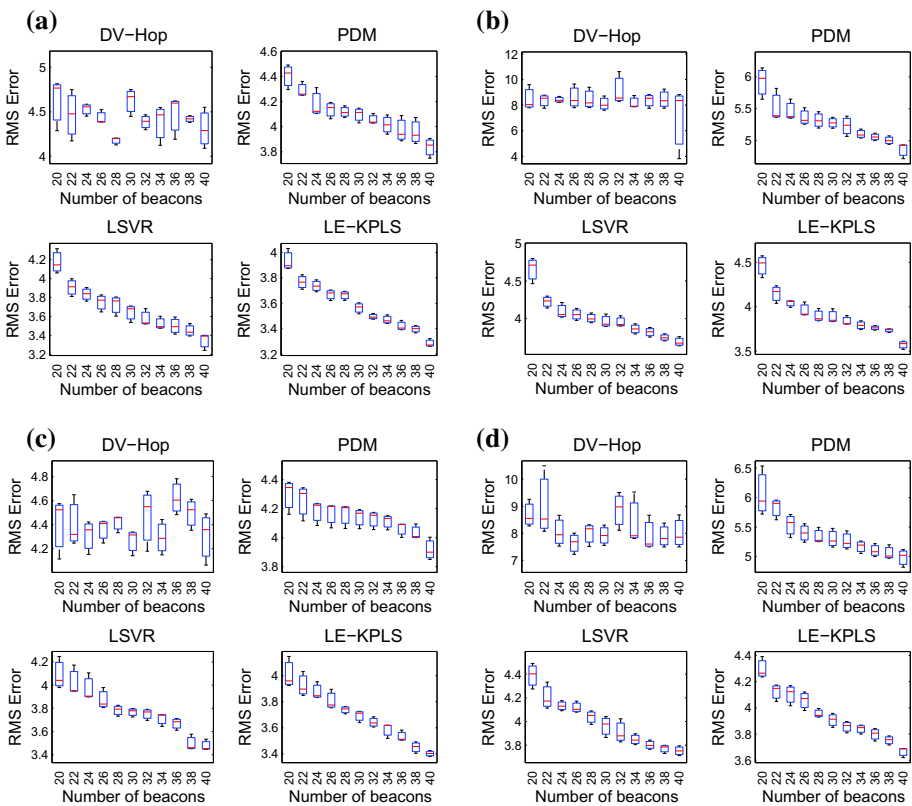 (a)
DV-Hop
RMS Error
5
4.5
4
20 22 24 26 28 30 32 34 36 38 40
Number of beacons
PDM
RMS Error
4.6
4.4
4.2
4
3.8
20 22 24 26 28 30 32 34 36 38 40
Number of beacons
LSVR
RMS Error
4.2
4
3.8
3.6
3.4
3.2
20 22 24 26 28 30 32 34 36 38 40
Number of beacons
LE-KPLS
RMS Error
4
3.8
3.6
3.4
3.2
20 22 24 26 28 30 32 34 36 38 40
Number of beacons
(b)
DV-Hop
RMS Error
12
10
8
6
4
20 22 24 26 28 30 32 34 36 38 40
Number of beacons
PDM
RMS Error
6
5.5
5
20 22 24 26 28 30 32 34 36 38 40
Number of beacons
LSVR
RMS Error
5
4.5
4
20 22 24 26 28 30 32 34 36 38 40
Number of beacons
LE-KPLS
RMS Error
4.5
4
3.5
20 22 24 26 28 30 32 34 36 38 40
Number of beacons
(c)
DV-Hop
RMS Error
4.8
4.6
4.4
4.2
20 22 24 26 28 30 32 34 36 38 40
Number of beacons
PDM
RMS Error
4.4
4.2
4
3.8
20 22 24 26 28 30 32 34 36 38 40
Number of beacons
LSVR
RMS Error
4.2
4
3.8
3.6
3.4
20 22 24 26 28 30 32 34 36 38 40
Number of beacons
LE-KPLS
RMS Error
4.2
4
3.8
3.6
3.4
20 22 24 26 28 30 32 34 36 38 40
Number of beacons
(d)
DV-Hop
RMS Error
10
9
8
7
20 22 24 26 28 30 32 34 36 38 40
Number of beacons
PDM
RMS Error
6.5
6
5.5
5
20 22 24 26 28 30 32 34 36 38 40
Number of beacons
LSVR
RMS Error
4.4
4.2
4
3.8
20 22 24 26 28 30 32 34 36 38 40
Number of beacons
LE-KPLS
RMS Error
4.4
4.2
4
3.8
3.6
20 22 24 26 28 30 32 34 36 38 40
Number of beacons